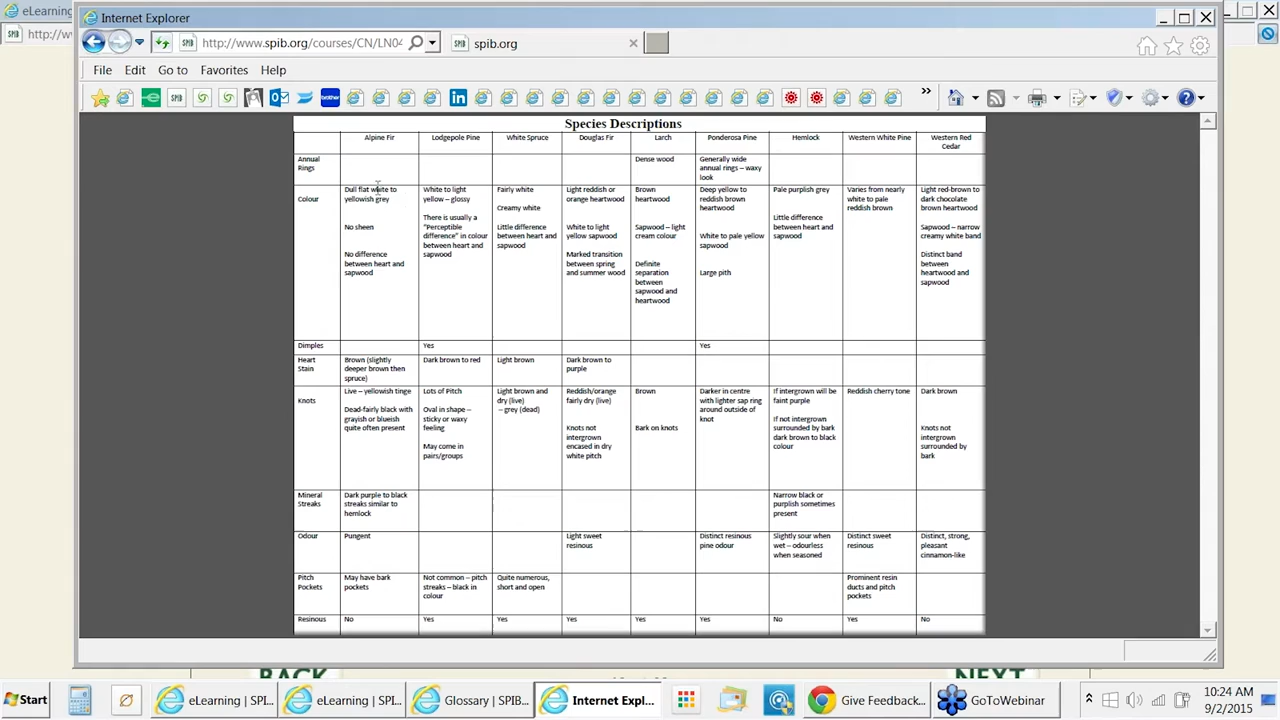 eLearning
http://www
Internet Explorer
http://www.spib.org/courses/CN/LN04
spib.org
File Edit Go to Favorites Help
Species Descriptions
Alpine Fir Lodgepole Pine White Spruce Douglas Fir Larch Ponderosa Pine Hemlock Western White Pine Western Red
Cedar
Annual
Rings
Dense wood
Generally wide
annual rings – waxy
look
Colour
Dull flat white to
yellowish grey
No sheen
No difference
between heart and
sapwood
White to light
yellow – glossy
There is usually a
"Perceptible
difference" in colour
between heart and
sapwood
Fairly white
Creamy white
Little difference
between heart and
sapwood
Light reddish or
orange heartwood
White to light
yellow sapwood
Marked transition
between spring
and summer wood
Brown
heartwood
Sapwood – light
cream colour
Definite
separation
between
sapwood and
heartwood
Deep yellow to
reddish brown
heartwood
White to pale yellow
sapwood
Large pith
Pale purplish grey
Little difference
between heart and
sapwood
Varies from nearly
white to pale
reddish brown
Light red-brown to
dark chocolate
brown heartwood
Sapwood – narrow
creamy white band
Distinct band
between
heartwood and
sapwood
Dimples Yes Yes
Heart
Stain
Brown (slightly
deeper brown then
spruce)
Dark brown to red
Light brown
Dark brown to
purple
Knots
Live – yellowish tinge
Dead-fairly black with
grayish or blueish
quite often present
Lots of Pitch
Oval in shape –
sticky or waxy
feeling
May come in
pairs/groups
Light brown and
dry (live)
– grey (dead)
Reddish/orange
fairly dry (live)
Knots not
intergrown
encased in dry
white pitch
Brown
Bark on knots
Darker in centre
with lighter sap ring
around outside of
knot
If intergrown will be
faint purple
If not intergrown
surrounded by bark
dark brown to black
colour
Reddish cherry tone
Dark brown
Knots not
intergrown
surrounded by
bark
Mineral
Streaks
Dark purple to black
streaks similar to
hemlock
Narrow black or
purplish sometimes
present
Odour
Pungent
Light sweet
resinous
Distinct resinous
pine odour
Slightly sour when
wet – odourless
when seasoned
Distinct sweet
resinous
Distinct, strong,
pleasant
cinnamon-like
Pitch
Pockets
May have bark
pockets
Not common – pitch
streaks – black in
colour
Quite numerous,
short and open
Prominent resin
ducts and pitch
pockets
Resinous No Yes Yes Yes Yes Yes No Yes No
BACK NEXT
Start eLearning | SPI... eLearning | SPI... Glossary | SPIB... Internet Expl... Give Feedback... GoToWebinar
10:24 AM
9/2/2015